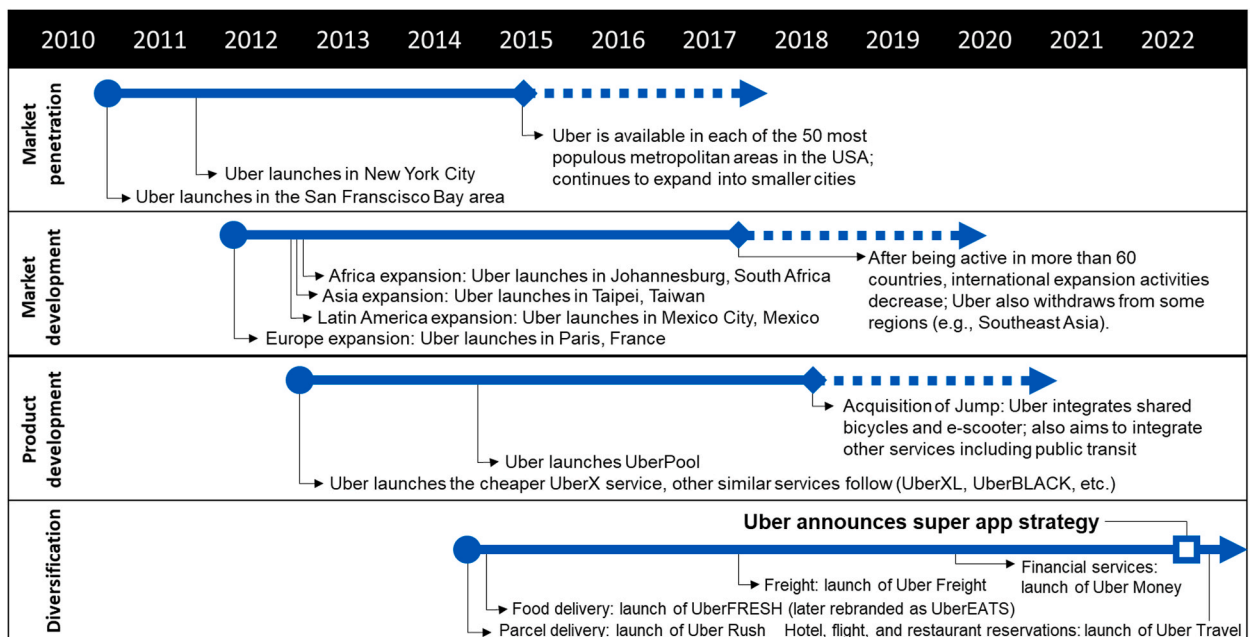 2010 2011 2012 2013 2014 2015 2016 2017 2018 2019 2020 2021 2022
Market
penetration
Uber is available in each of the 50 most
populous metropolitan areas in the USA;
continues to expand into smaller cities
Uber launches in New York City
Uber launches in the San Franscisco Bay area
Market
development
After being active in more than 60
countries, international expansion activities
decrease; Uber also withdraws from some
regions (e.g., Southeast Asia).
Africa expansion: Uber launches in Johannesburg, South Africa
Asia expansion: Uber launches in Taipei, Taiwan
Latin America expansion: Uber launches in Mexico City, Mexico
Europe expansion: Uber launches in Paris, France
Product
development
Acquisition of Jump: Uber integrates shared
bicycles and e-scooter; also aims to integrate
other services including public transit
Uber launches UberPool
Uber launches the cheaper UberX service, other similar services follow (UberXL, UberBLACK, etc.)
Diversification
Uber announces super app strategy
Financial services:
launch of Uber Money
Freight: launch of Uber Freight
Food delivery: launch of UberFRESH (later rebranded as UberEATS)
Parcel delivery: launch of Uber Rush
Hotel, flight, and restaurant reservations: launch of Uber Travel